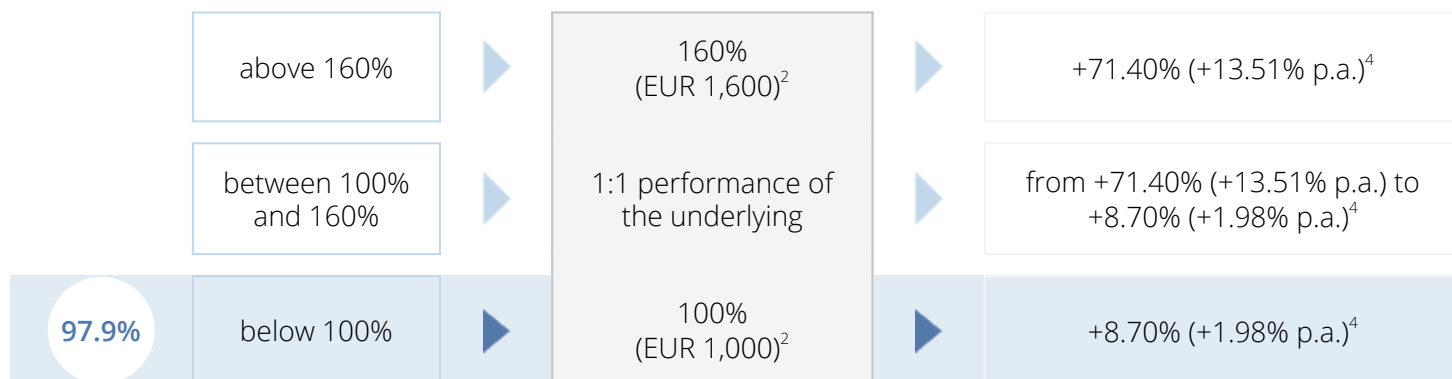 above 160%
160%
(EUR 1,600)²
+71.40% (+13.51% p.a.)⁴
between 100%
and 160%
1:1 performance of
the underlying
from +71.40% (+13.51% p.a.) to
+8.70% (+1.98% p.a.)⁴
97.9%
below 100%
100%
(EUR 1,000)²
+8.70% (+1.98% p.a.)⁴